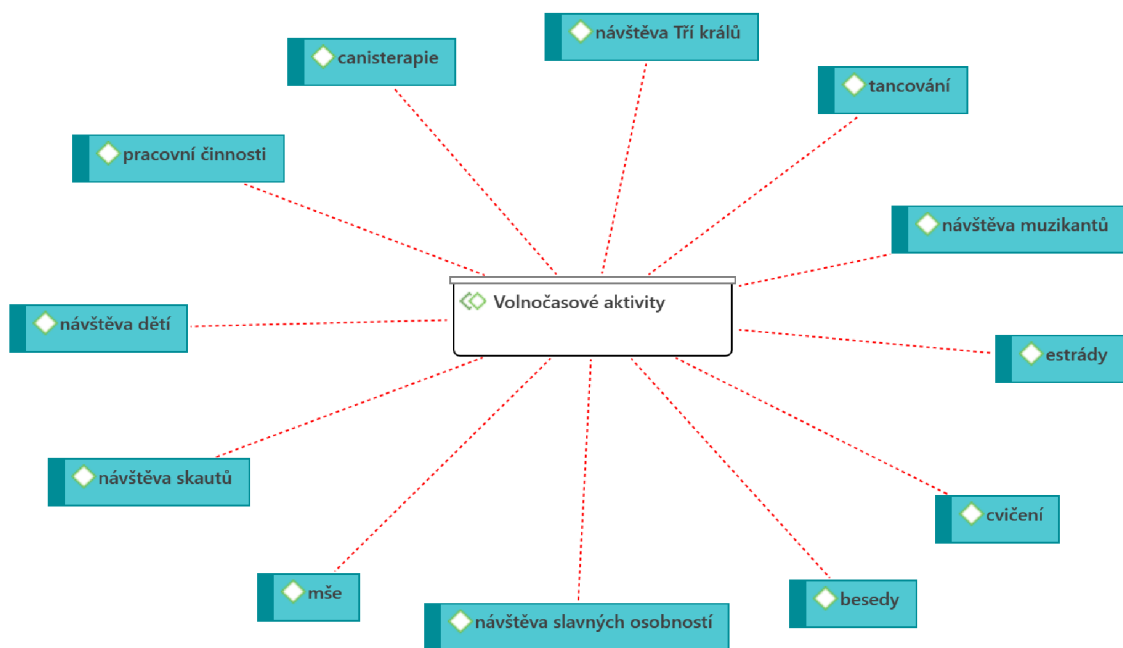 návštěva Tří králů
canisterapie
tancování
pracovní činnosti
návštěva muzikantů
Volnočasové aktivity
návštěva dětí
estrády
návštěva skautů
cvičení
mše
besedy
návštěva slavných osobností